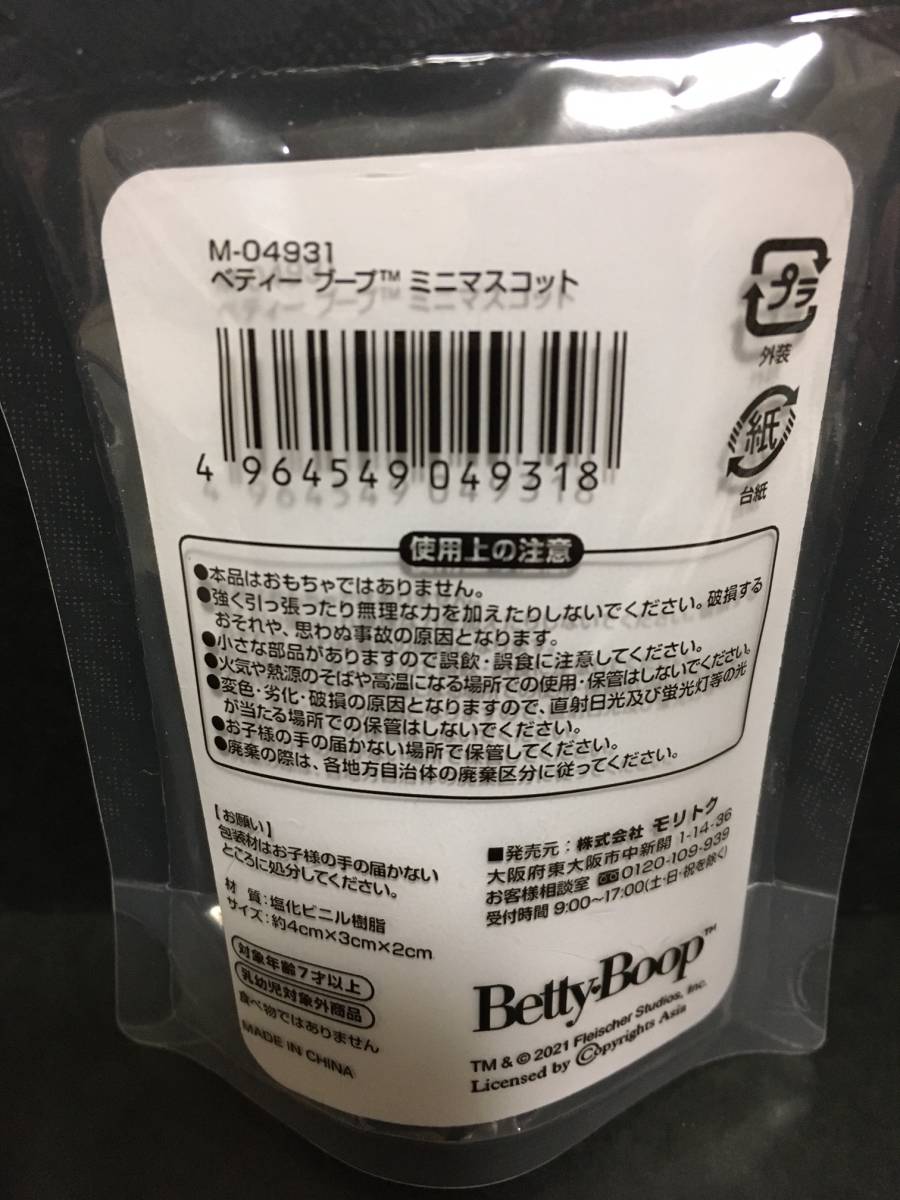 M-04931
ベティー ブープ™ ミニマスコット
プラ
外装
紙
台紙
4 964549 049318
使用上の注意
●本品はおもちゃではありません。
●強く引っ張ったり無理な力を加えたりしないでください。破損する
おそれや、思わぬ事故の原因となります。
●小さな部品がありますので誤飲・誤食に注意してください。
●火気や熱源のそばや高温になる場所での使用・保管はしないでください。
●変色・劣化・破損の原因となりますので、直射日光及び蛍光灯等の光
が当たる場所での保管はしないでください。
●お子様の手の届かない場所で保管してください。
●廃棄の際は、各地方自治体の廃棄区分に従ってください。
【お願い】
包装材はお子様の手の届かない
ところに処分してください。
材 質:塩化ビニル樹脂
サイズ:約4cm×3cm×2cm
対象年齢7才以上
乳幼児対象外商品
食べ物ではありません
MADE IN CHINA
■発売元:株式会社 モリトク
大阪府東大阪市中新開 1-14-36
お客様相談室 0120-109-939
受付時間 9:00～17:00(土・日・祝を除く)
Betty Boop™
TM & © 2021 Fleischer Studios, Inc.
Licensed by Copyrights Asia